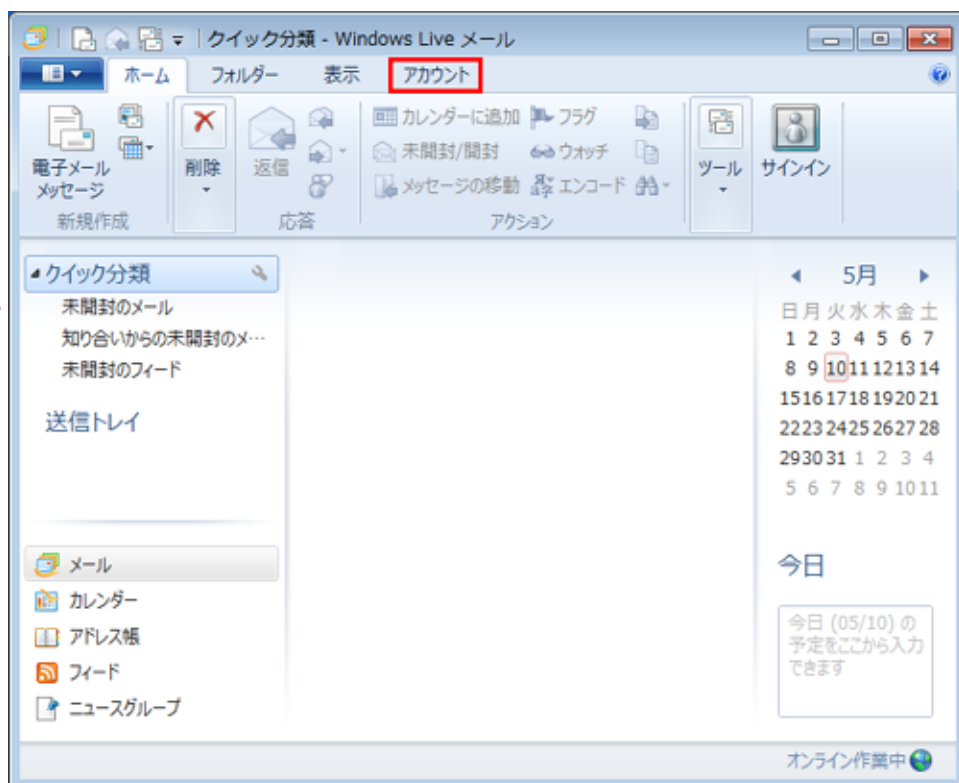 クイック分類 - Windows Live メール
ホーム フォルダー 表示 アカウント
電子メール
メッセージ
削除
返信
カレンダーに追加 フラグ
未開封/開封 ウォッチ
メッセージの移動 エンコード
ツール
サインイン
新規作成 応答 アクション
クイック分類
未開封のメール
知り合いからの未開封のメ…
未開封のフィード
送信トレイ
メール
カレンダー
アドレス帳
フィード
ニュースグループ
5月
日 月 火 水 木 金 土
1 2 3 4 5 6 7
8 9 10 11 12 13 14
15 16 17 18 19 20 21
22 23 24 25 26 27 28
29 30 31 1 2 3 4
5 6 7 8 9 10 11
今日
今日 (05/10) の
予定をここから入力
できます
オンライン作業中